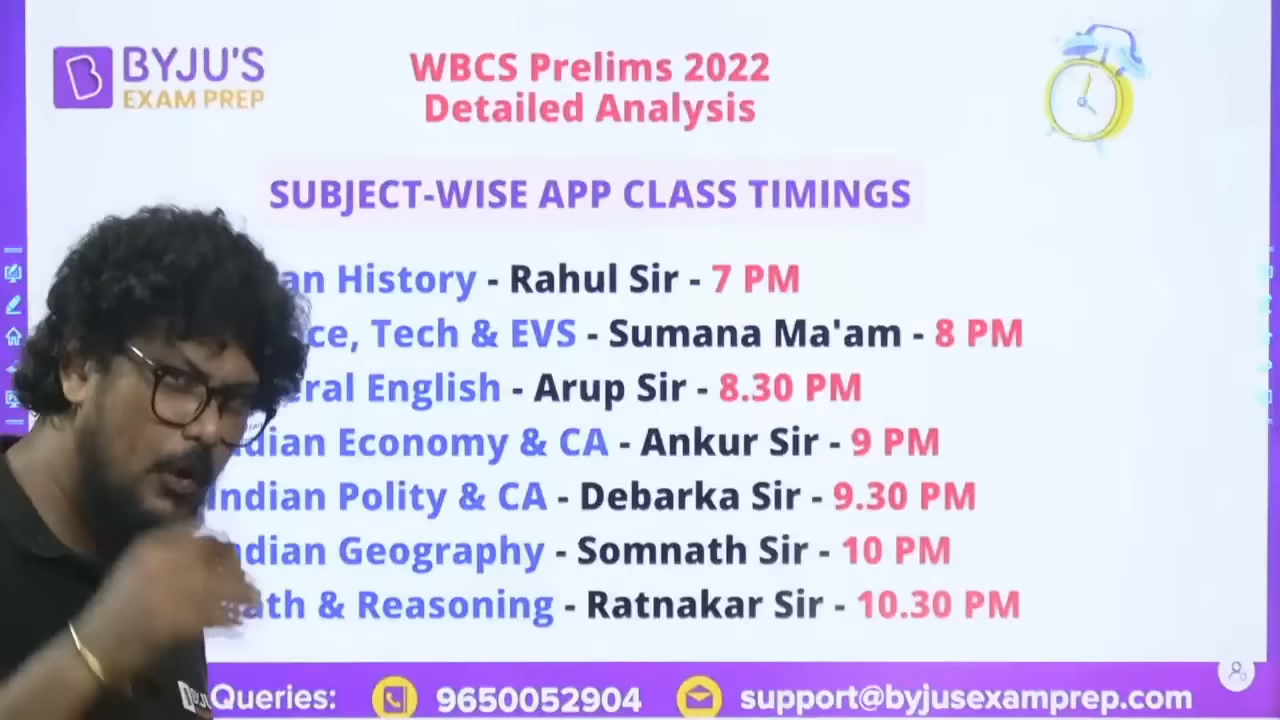 BYJU'S
EXAM PREP
WBCS Prelims 2022
Detailed Analysis
SUBJECT-WISE APP CLASS TIMINGS
History - Rahul Sir - 7 PM
Tech & EVS - Sumana Ma'am - 8 PM
English - Arup Sir - 8.30 PM
Economy & CA - Ankur Sir - 9 PM
Indian Polity & CA - Debarka Sir - 9.30 PM
Geography - Somnath Sir - 10 PM
& Reasoning - Ratnakar Sir - 10.30 PM
Queries: 9650052904 support@byjusexamprep.com